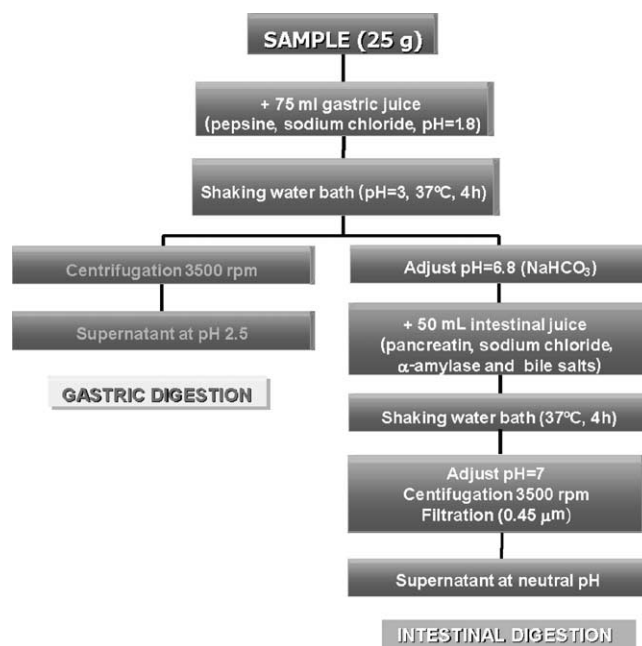 SAMPLE (25 g)
+ 75 ml gastric juice
(pepsine, sodium chloride, pH=1.8)
Shaking water bath (pH=3, 37ºC, 4h)
Centrifugation 3500 rpm
Supernatant at pH 2.5
GASTRIC DIGESTION
Adjust pH=6.8 (NaHCO₃)
+ 50 mL intestinal juice
(pancreatin, sodium chloride,
α-amylase and bile salts)
Shaking water bath (37ºC, 4h)
Adjust pH=7
Centifugation 3500 rpm
Filtration (0.45 μm)
Supernatant at neutral pH
INTESTINAL DIGESTION